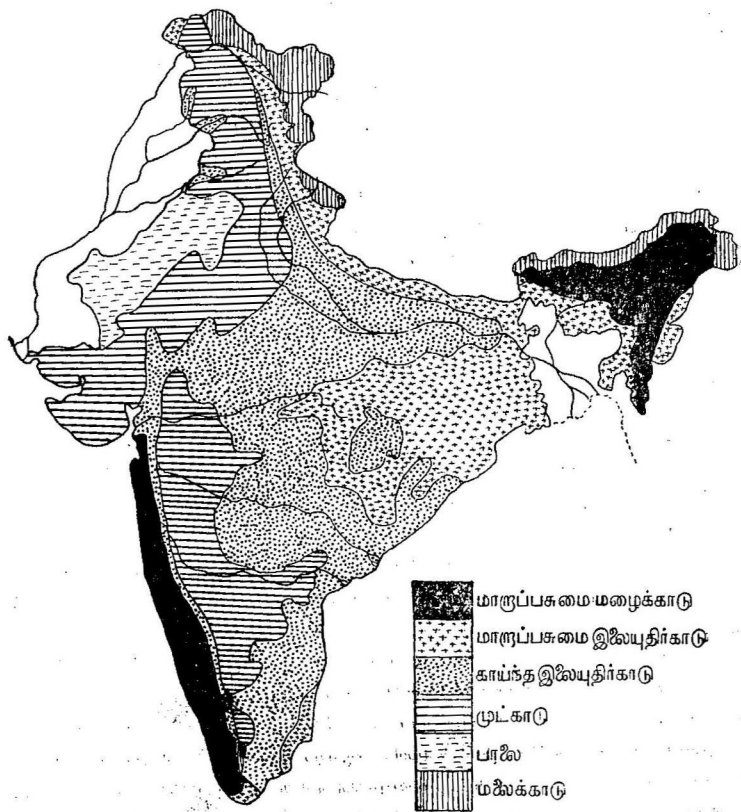 மாறாப்பசுமை மழைக்காடு
மாறாப்பசுமை இலையுதிர்காடு
காய்ந்த இலையுதிர்காடு
முட்காடு
பாலை
மலைக்காடு